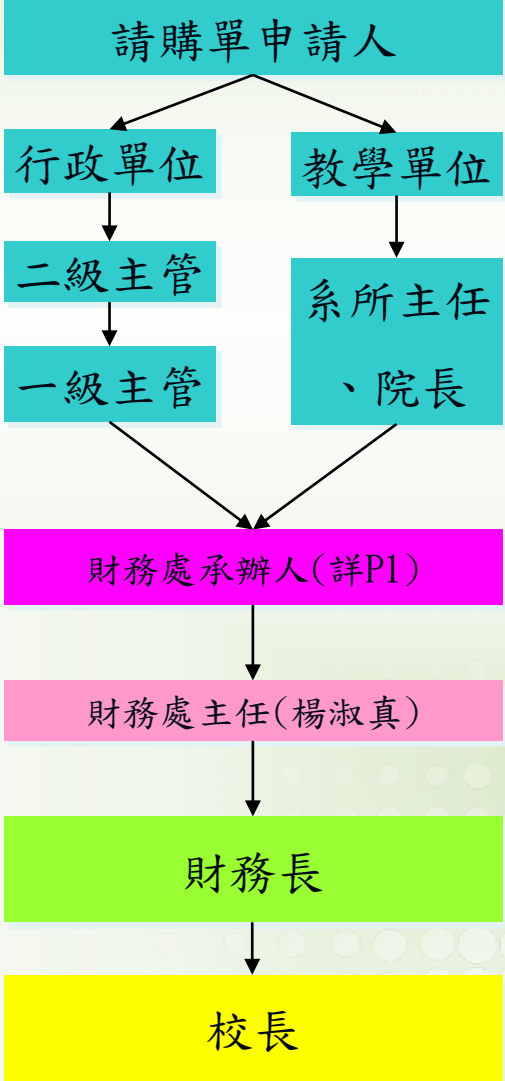 請購單申請人
行政單位
教學單位
二級主管
系所主任
、院長
一級主管
財務處承辦人(詳P1)
財務處主任(楊淑真)
財務長
校長